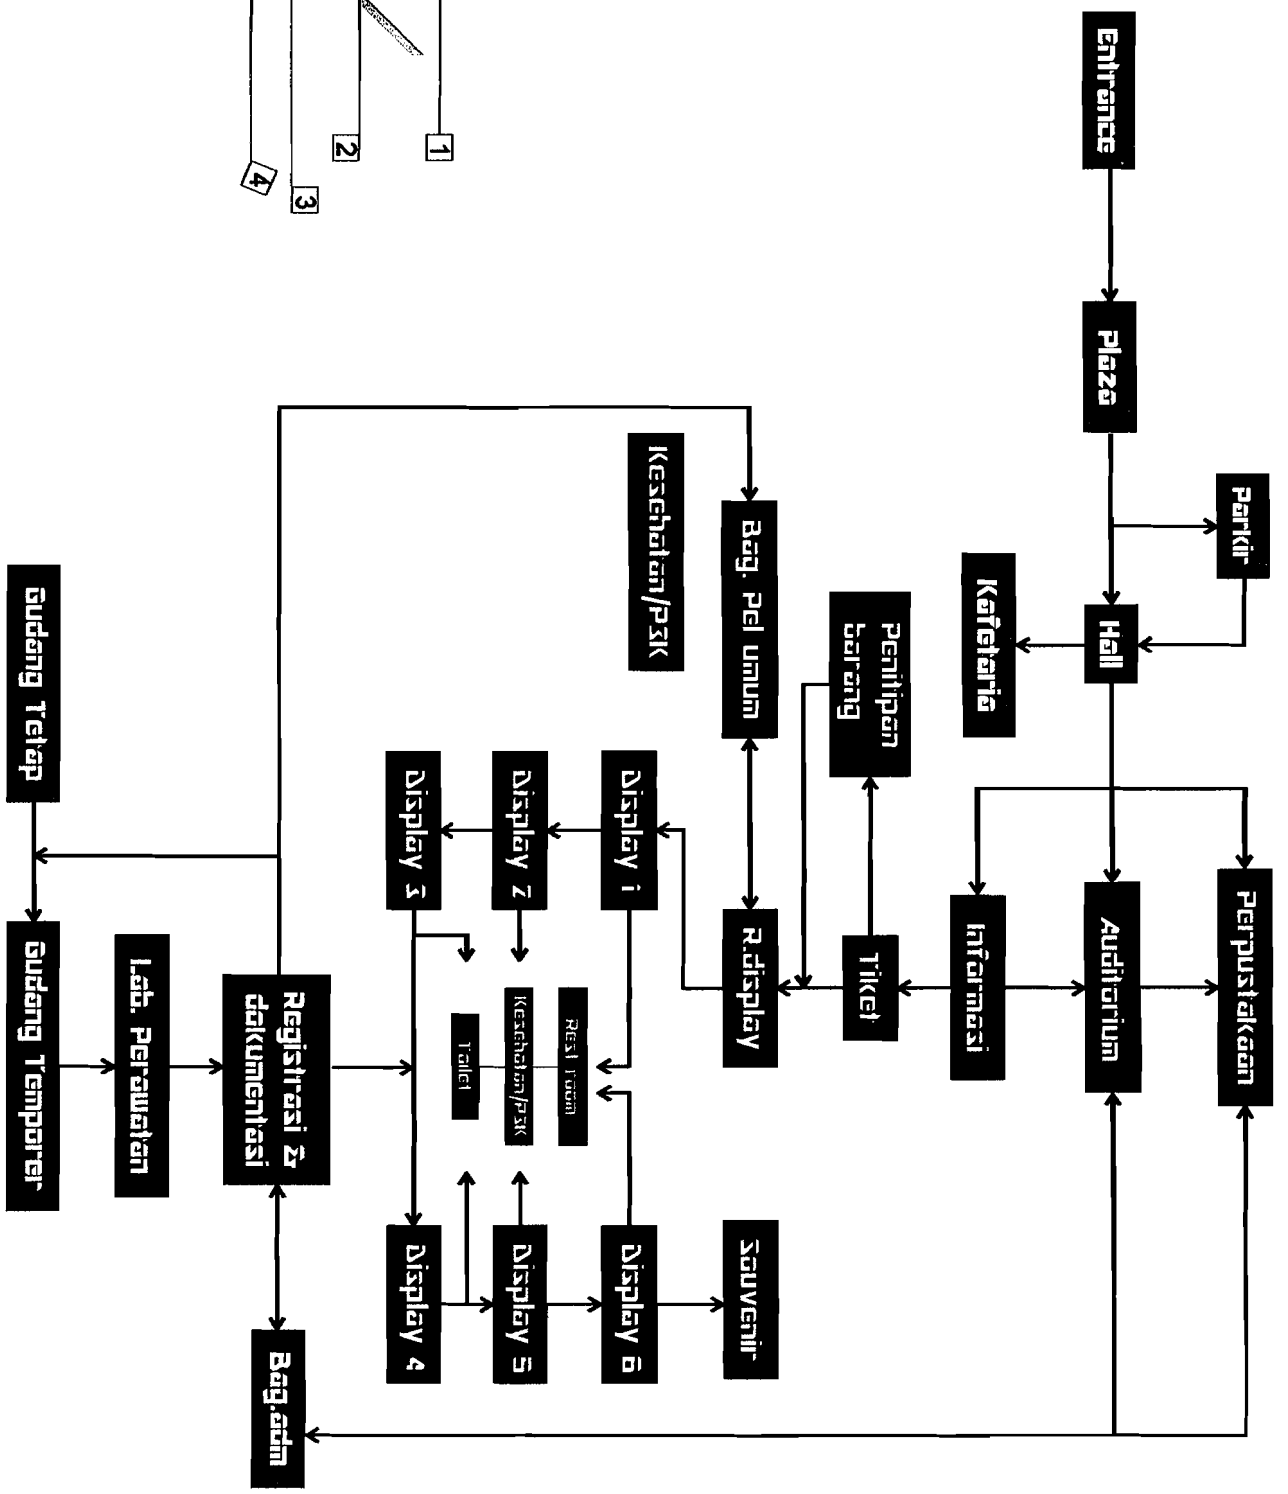 Entrance
Plaza
Parkir
Hall
Kafetaria
Perpustakaan
Auditorium
Informasi
Tiket
Penitipan
barang
R.display
Bag. Pel umum
Kesehatan/P3K
Display 1
Display 2
Display 3
Rest room
Kesehatan/P3K
Toilet
Display 4
Display 5
Display 6
Souvenir
Registrasi &
dokumentasi
Lab. Perawatan
Gudang Tetap
Gudang Temporer
Bag.adm
1
2
3
4